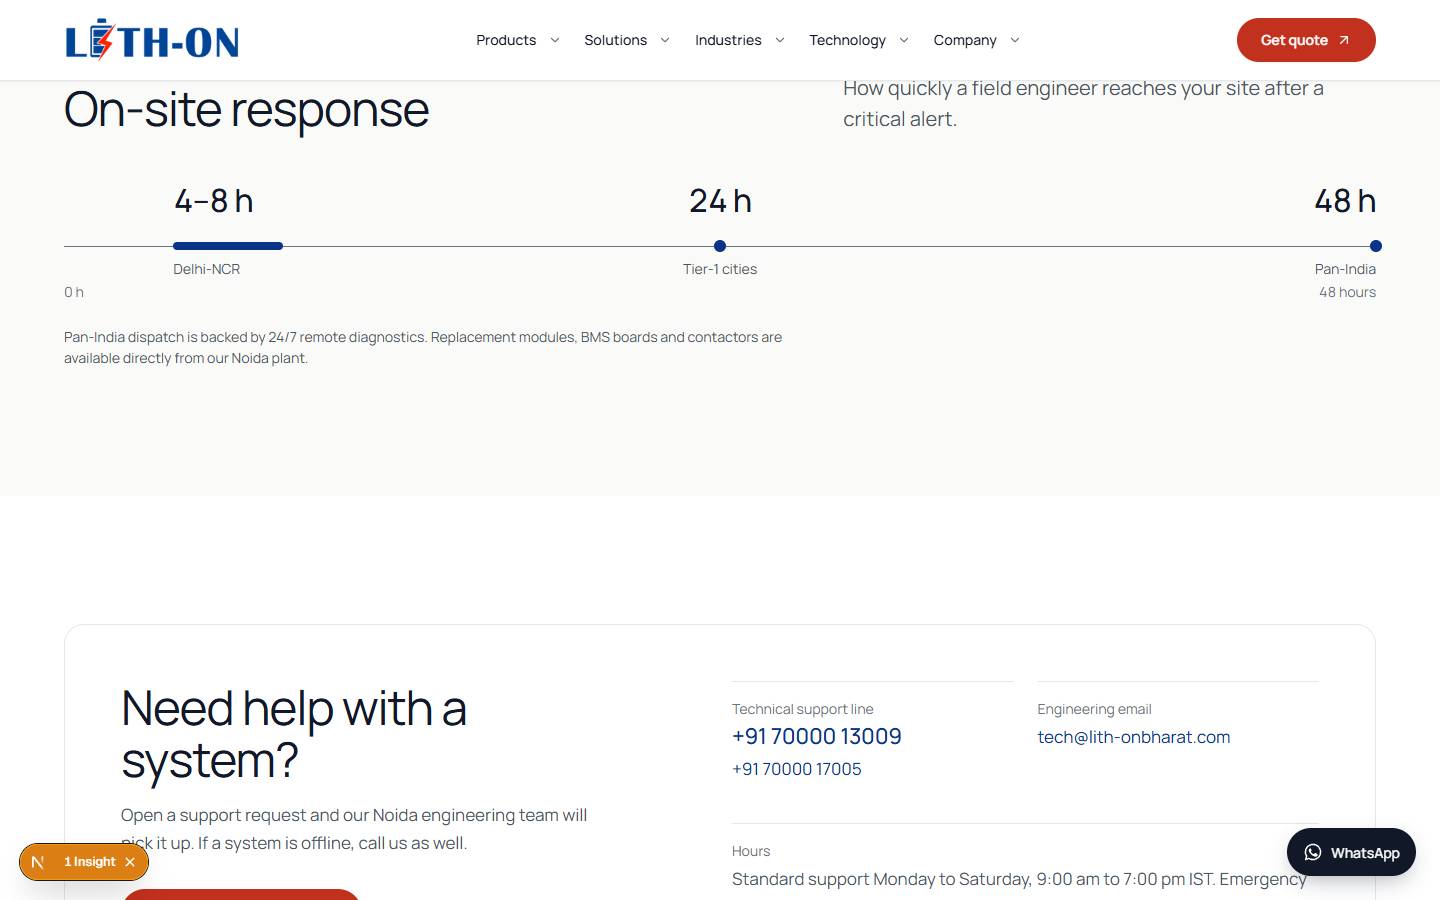 LITH-ON
Products
Solutions
Industries
Technology
Company
Get quote
On-site response
How quickly a field engineer reaches your site after a
critical alert.
4–8 h
24 h
48 h
Delhi-NCR
Tier-1 cities
Pan-India
0 h
48 hours
Pan-India dispatch is backed by 24/7 remote diagnostics. Replacement modules, BMS boards and contactors are
available directly from our Noida plant.
Need help with a
system?
Open a support request and our Noida engineering team will
pick it up. If a system is offline, call us as well.
Technical support line
+91 70000 13009
+91 70000 17005
Engineering email
tech@lith-onbharat.com
Hours
Standard support Monday to Saturday, 9:00 am to 7:00 pm IST. Emergency
N
1 Insight
WhatsApp